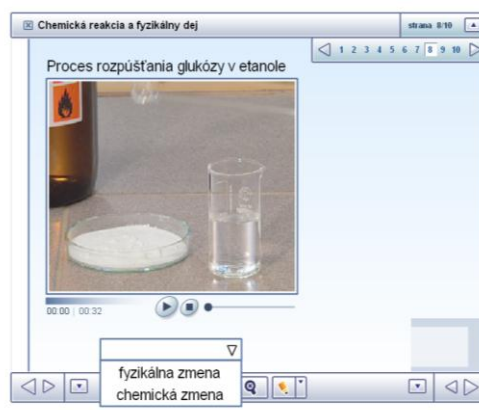 Chemická reakcia a fyzikálny dej
strana 8/10
1 2 3 4 5 6 7 8 9 10
Proces rozpúšťania glukózy v etanole
00:00 | 00:32
fyzikálna zmena
chemická zmena